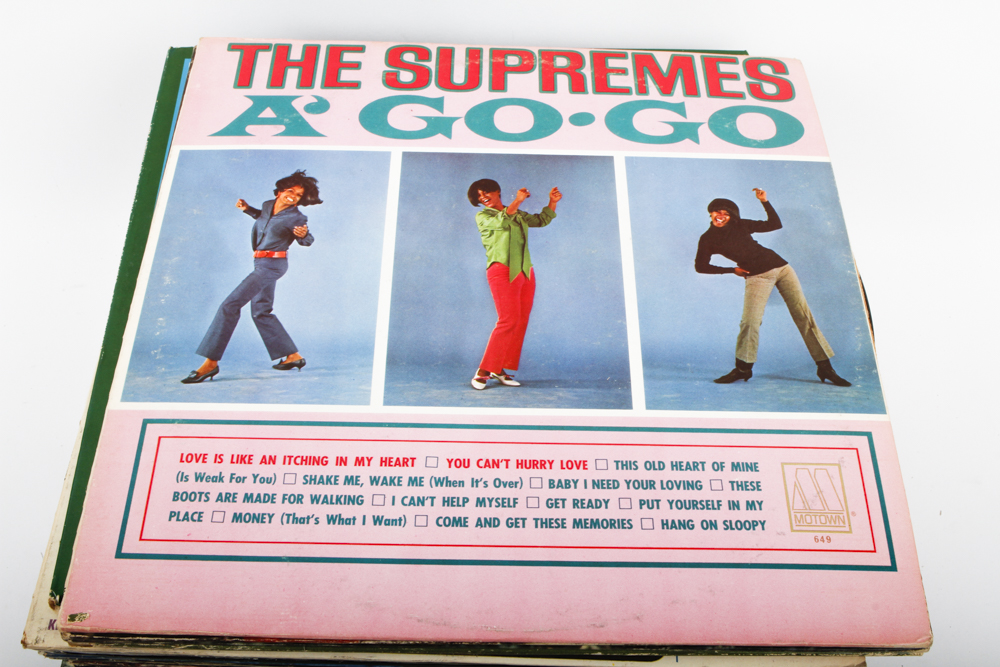 THE SUPREMES
A' GO·GO
LOVE IS LIKE AN ITCHING IN MY HEART □ YOU CAN'T HURRY LOVE □ THIS OLD HEART OF MINE
(Is Weak For You) □ SHAKE ME, WAKE ME (When It's Over) □ BABY I NEED YOUR LOVING □ THESE
BOOTS ARE MADE FOR WALKING □ I CAN'T HELP MYSELF □ GET READY □ PUT YOURSELF IN MY
PLACE □ MONEY (That's What I Want) □ COME AND GET THESE MEMORIES □ HANG ON SLOOPY
M
MOTOWN®
649